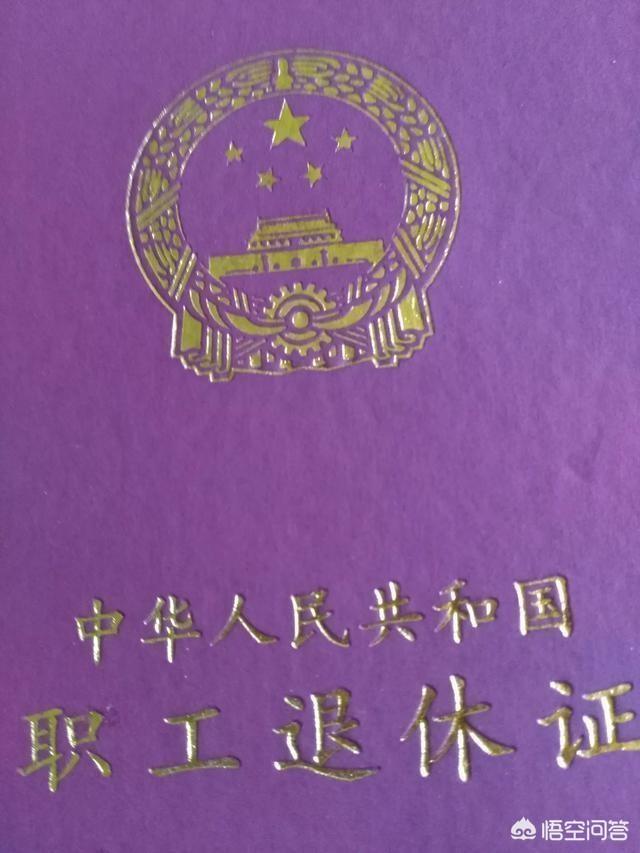 中华人民共和国
职工退休证
悟空问答